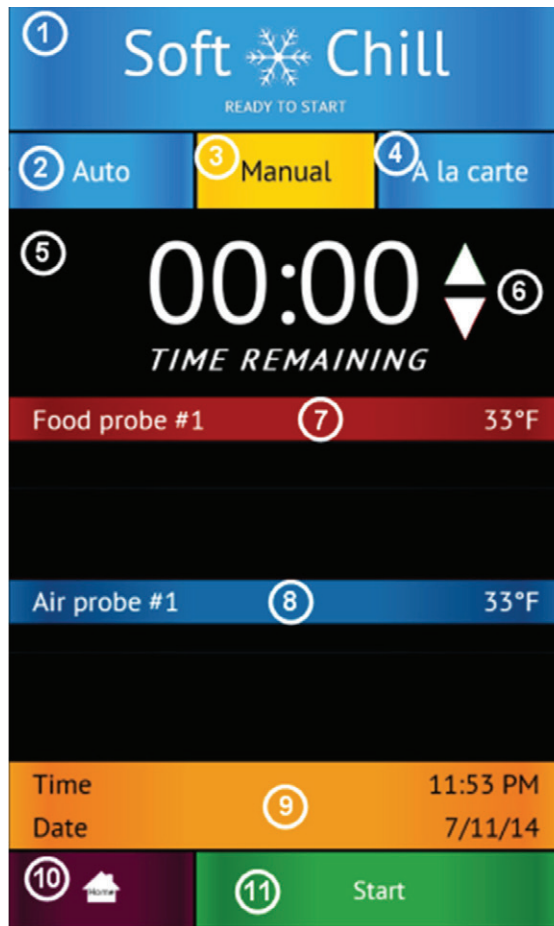 1
Soft Chill
READY TO START
2 Auto 3 Manual 4 A la carte
5 00:00 6
TIME REMAINING
Food probe #1 7 33°F
Air probe #1 8 33°F
Time 11:53 PM
9
Date 7/11/14
10 Home 11 Start